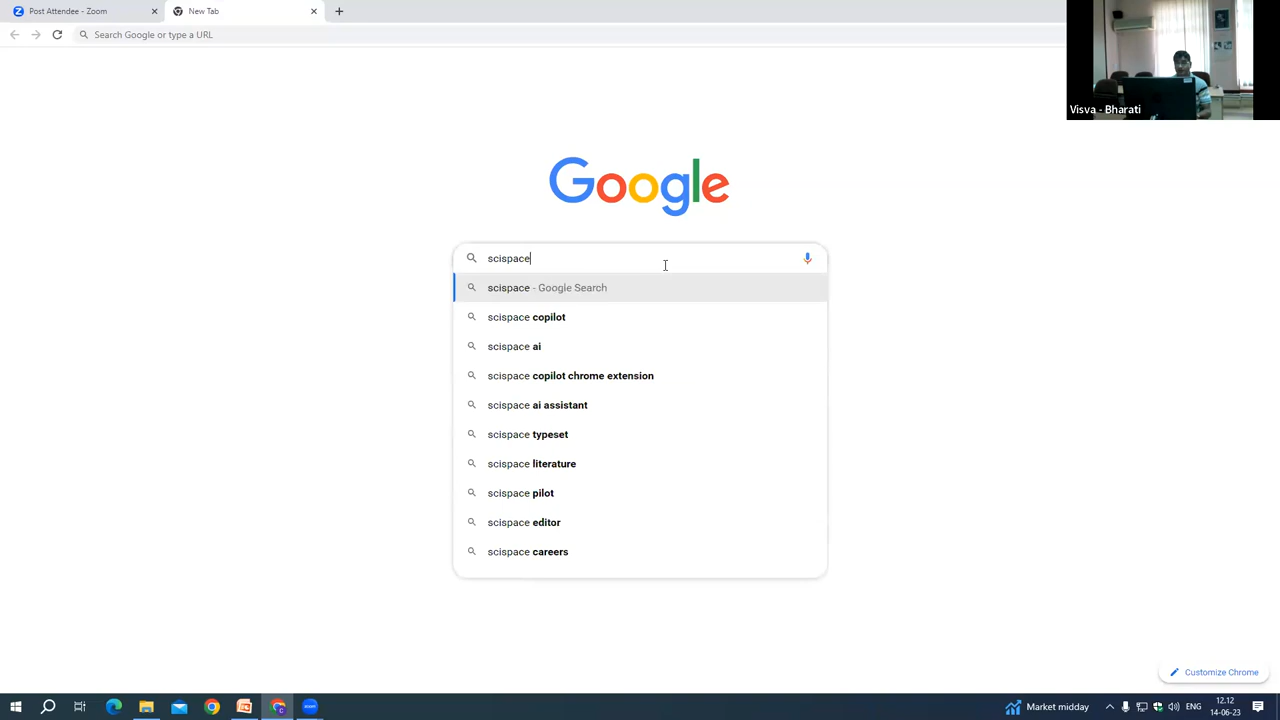 Post Attendee - Zoom
New Tab
Search Google or type a URL
Visva - Bharati
Google
scispace
scispace - Google Search
scispace copilot
scispace ai
scispace copilot chrome extension
scispace ai assistant
scispace typeset
scispace literature
scispace pilot
scispace editor
scispace careers
Customize Chrome
zoom
Market midday
ENG
12.12
14-06-23